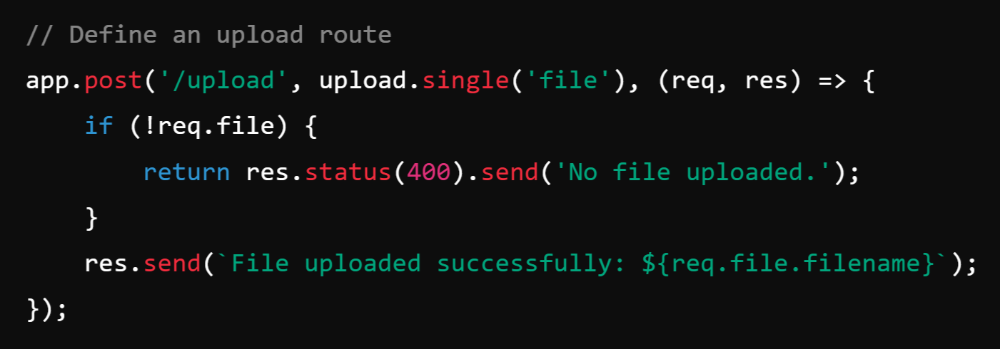 // Define an upload route
app.post('/upload', upload.single('file'), (req, res) => {
    if (!req.file) {
        return res.status(400).send('No file uploaded.');
    }
    res.send(`File uploaded successfully: ${req.file.filename}`);
});